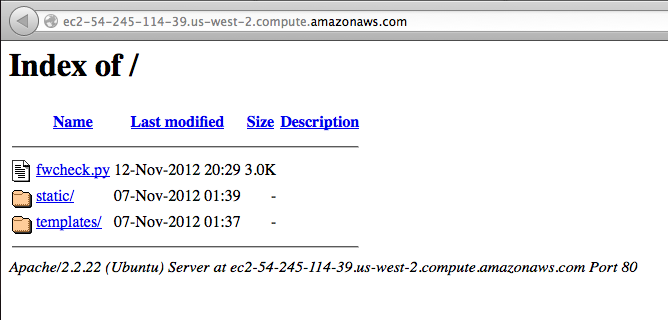 ec2-54-245-114-39.us-west-2.compute.amazonaws.com
Index of /
Name Last modified Size Description
fwcheck.py 12-Nov-2012 20:29 3.0K
static/ 07-Nov-2012 01:39 -
templates/ 07-Nov-2012 01:37 -
Apache/2.2.22 (Ubuntu) Server at ec2-54-245-114-39.us-west-2.compute.amazonaws.com Port 80